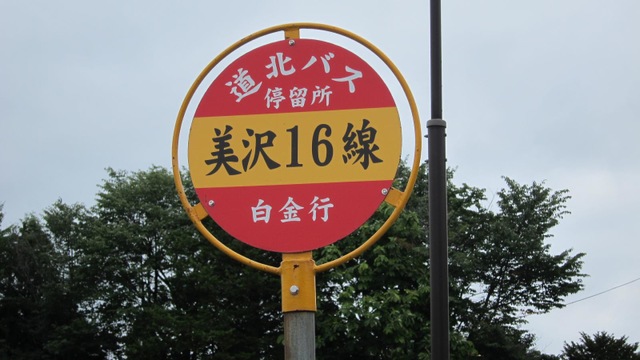 道北バス
停留所
美沢16線
白金行